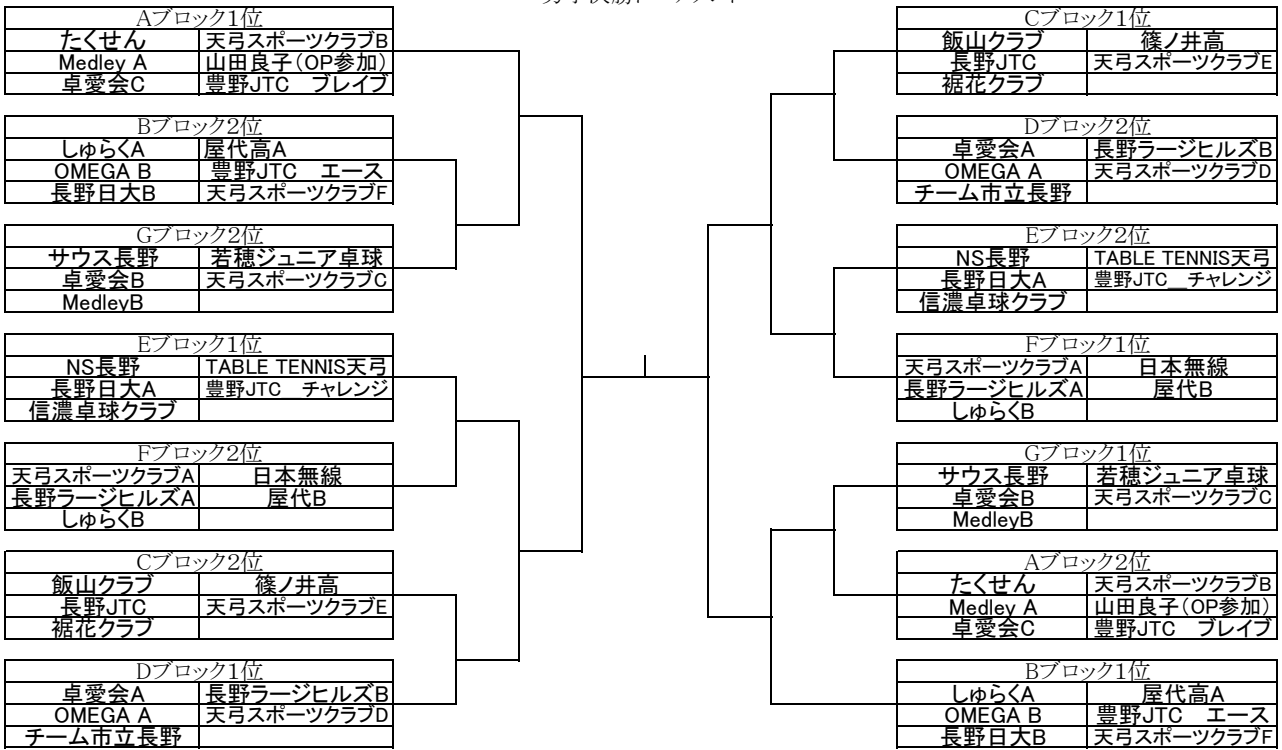 Aブロック1位
たくせん 天弓スポーツクラブB
Medley A 山田良子(OP参加)
卓愛会C 豊野JTC　ブレイブ
Bブロック2位
しゅらくA 屋代高A
OMEGA B 豊野JTC　エース
長野日大B 天弓スポーツクラブF
Gブロック2位
サウス長野 若穂ジュニア卓球
卓愛会B 天弓スポーツクラブC
MedleyB
Eブロック1位
NS長野 TABLE TENNIS天弓
長野日大A 豊野JTC　チャレンジ
信濃卓球クラブ
Fブロック2位
天弓スポーツクラブA 日本無線
長野ラージヒルズA 屋代B
しゅらくB
Cブロック2位
飯山クラブ 篠ノ井高
長野JTC 天弓スポーツクラブE
裾花クラブ
Dブロック1位
卓愛会A 長野ラージヒルズB
OMEGA A 天弓スポーツクラブD
チーム市立長野
Cブロック1位
飯山クラブ 篠ノ井高
長野JTC 天弓スポーツクラブE
裾花クラブ
Dブロック2位
卓愛会A 長野ラージヒルズB
OMEGA A 天弓スポーツクラブD
チーム市立長野
Eブロック2位
NS長野 TABLE TENNIS天弓
長野日大A 豊野JTC＿チャレンジ
信濃卓球クラブ
Fブロック1位
天弓スポーツクラブA 日本無線
長野ラージヒルズA 屋代B
しゅらくB
Gブロック1位
サウス長野 若穂ジュニア卓球
卓愛会B 天弓スポーツクラブC
MedleyB
Aブロック2位
たくせん 天弓スポーツクラブB
Medley A 山田良子(OP参加)
卓愛会C 豊野JTC　ブレイブ
Bブロック1位
しゅらくA 屋代高A
OMEGA B 豊野JTC　エース
長野日大B 天弓スポーツクラブF